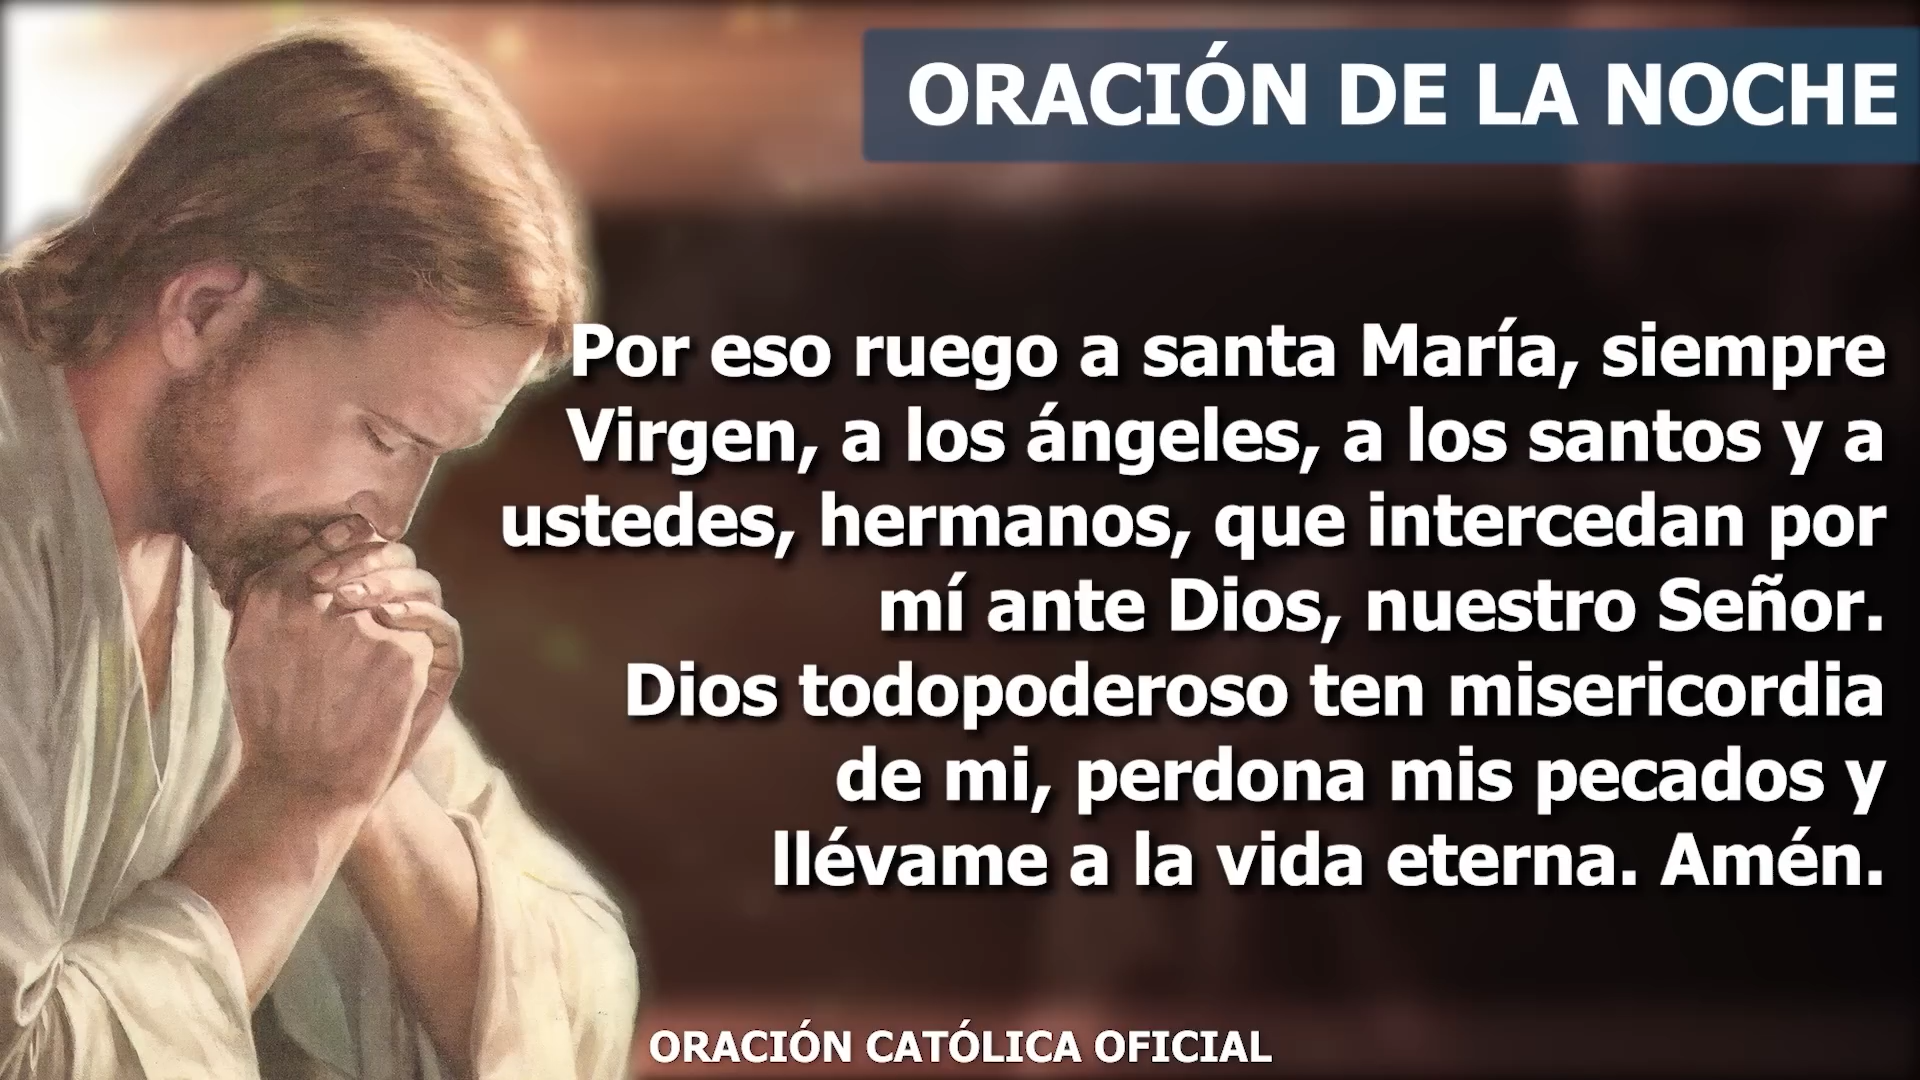 ORACIÓN DE LA NOCHE
Por eso ruego a santa María, siempre
Virgen, a los ángeles, a los santos y a
ustedes, hermanos, que intercedan por
mí ante Dios, nuestro Señor.
Dios todopoderoso ten misericordia
de mi, perdona mis pecados y
llévame a la vida eterna. Amén.
ORACIÓN CATÓLICA OFICIAL